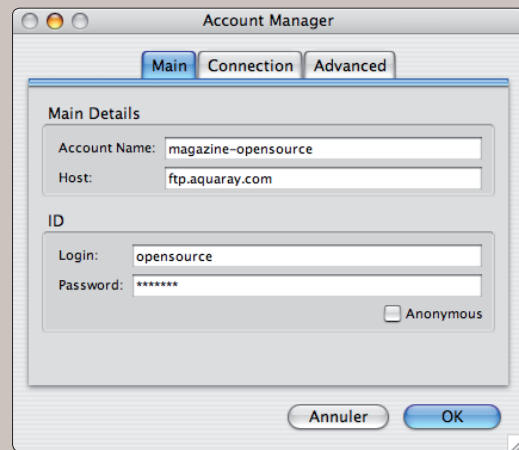 Account Manager
Main Connection Advanced
Main Details
Account Name: magazine-opensource
Host: ftp.aquaray.com
ID
Login: opensource
Password: *******
Anonymous
Annuler OK